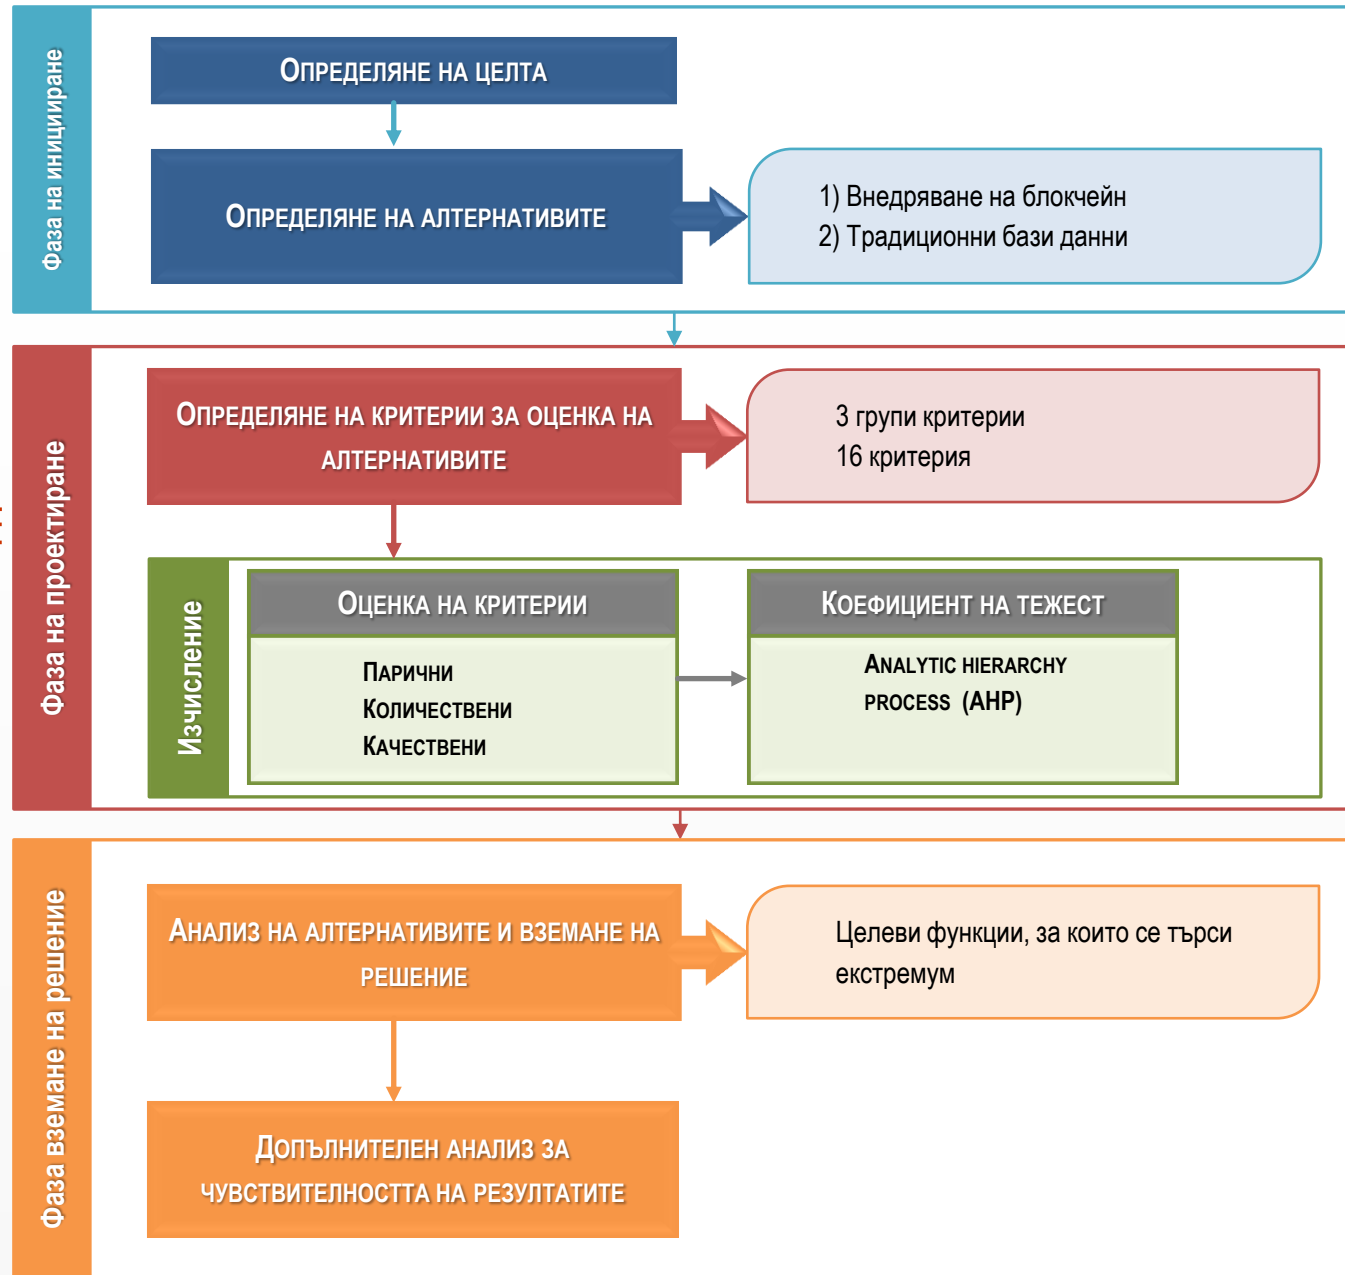 Фаза на иницииране
ОПРЕДЕЛЯНЕ НА ЦЕЛТА
ОПРЕДЕЛЯНЕ НА АЛТЕРНАТИВИТЕ
1) Внедряване на блокчейн
2) Традиционни бази данни
Фаза на проектиране
ОПРЕДЕЛЯНЕ НА КРИТЕРИИ ЗА ОЦЕНКА НА
АЛТЕРНАТИВИТЕ
3 групи критерии
16 критерия
Изчисление
ОЦЕНКА НА КРИТЕРИИ
ПАРИЧНИ
КОЛИЧЕСТВЕНИ
КАЧЕСТВЕНИ
КОЕФИЦИЕНТ НА ТЕЖЕСТ
ANALYTIC HIERARCHY
PROCESS (AHP)
Фаза вземане на решение
АНАЛИЗ НА АЛТЕРНАТИВИТЕ И ВЗЕМАНЕ НА
РЕШЕНИЕ
Целеви функции, за които се търси
екстремум
ДОПЪЛНИТЕЛЕН АНАЛИЗ ЗА
ЧУВСТВИТЕЛНОСТТА НА РЕЗУЛТАТИТЕ